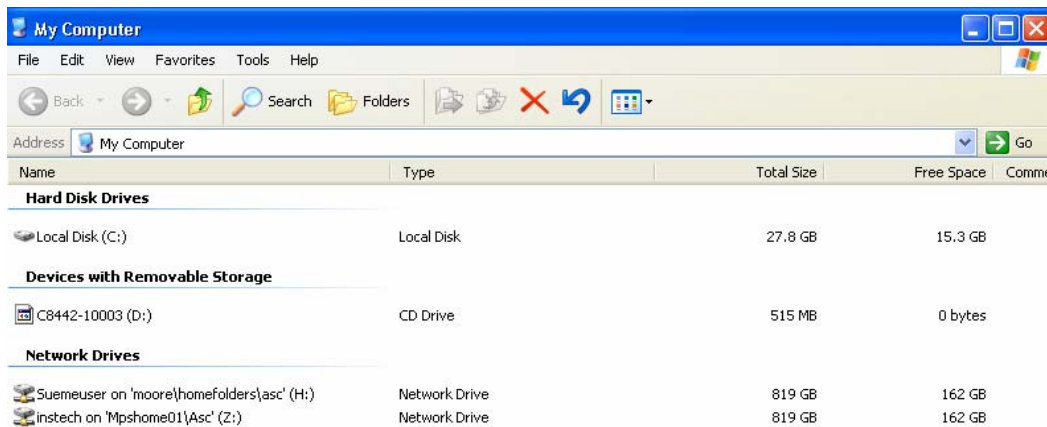 My Computer
File Edit View Favorites Tools Help
Back Search Folders
Address My Computer Go
Name Type Total Size Free Space Comme
Hard Disk Drives
Local Disk (C:) Local Disk 27.8 GB 15.3 GB
Devices with Removable Storage
C8442-10003 (D:) CD Drive 515 MB 0 bytes
Network Drives
Suemeuser on 'moore\homefolders\asc' (H:) Network Drive 819 GB 162 GB
instech on 'Mpshome01\Asc' (Z:) Network Drive 819 GB 162 GB